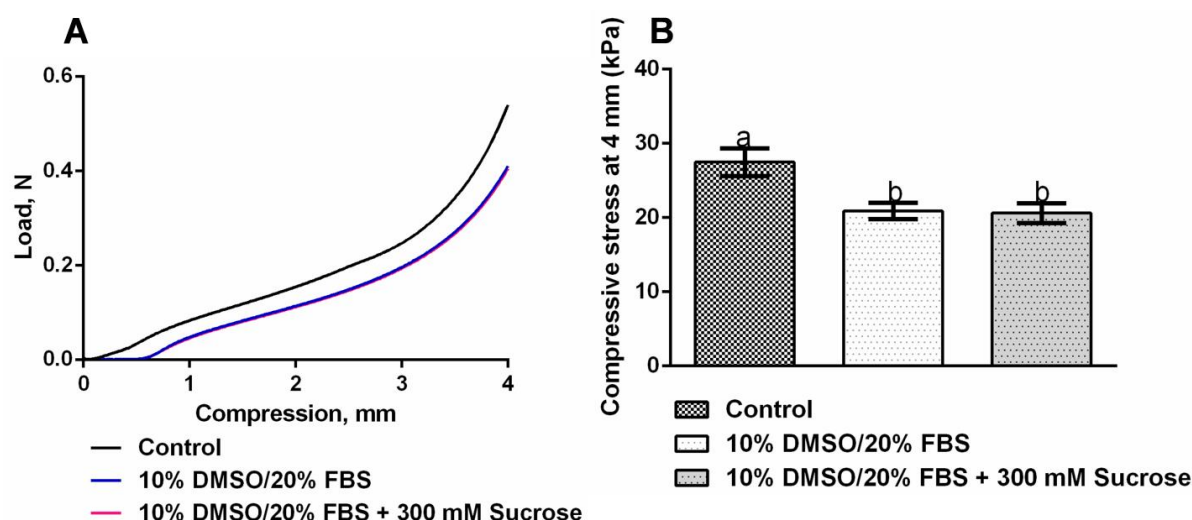 A
Load, N
0.6
0.4
0.2
0.0
0 1 2 3 4
Compression, mm
Control
10% DMSO/20% FBS
10% DMSO/20% FBS + 300 mM Sucrose
B
Compressive stress at 4 mm (kPa)
40
30
20
10
0
a
b
b
Control
10% DMSO/20% FBS
10% DMSO/20% FBS + 300 mM Sucrose